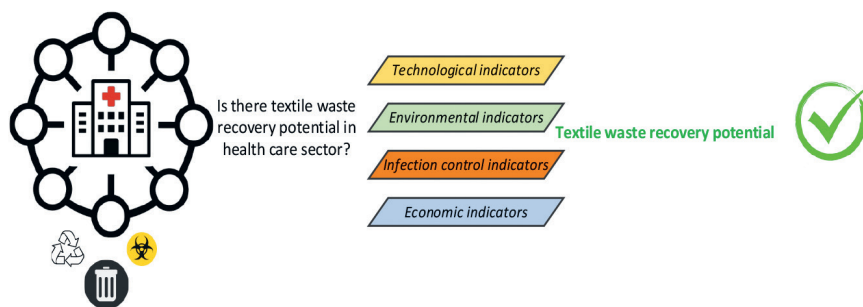 Is there textile waste
recovery potential in
health care sector?
Technological indicators
Environmental indicators
Infection control indicators
Economic indicators
Textile waste recovery potential